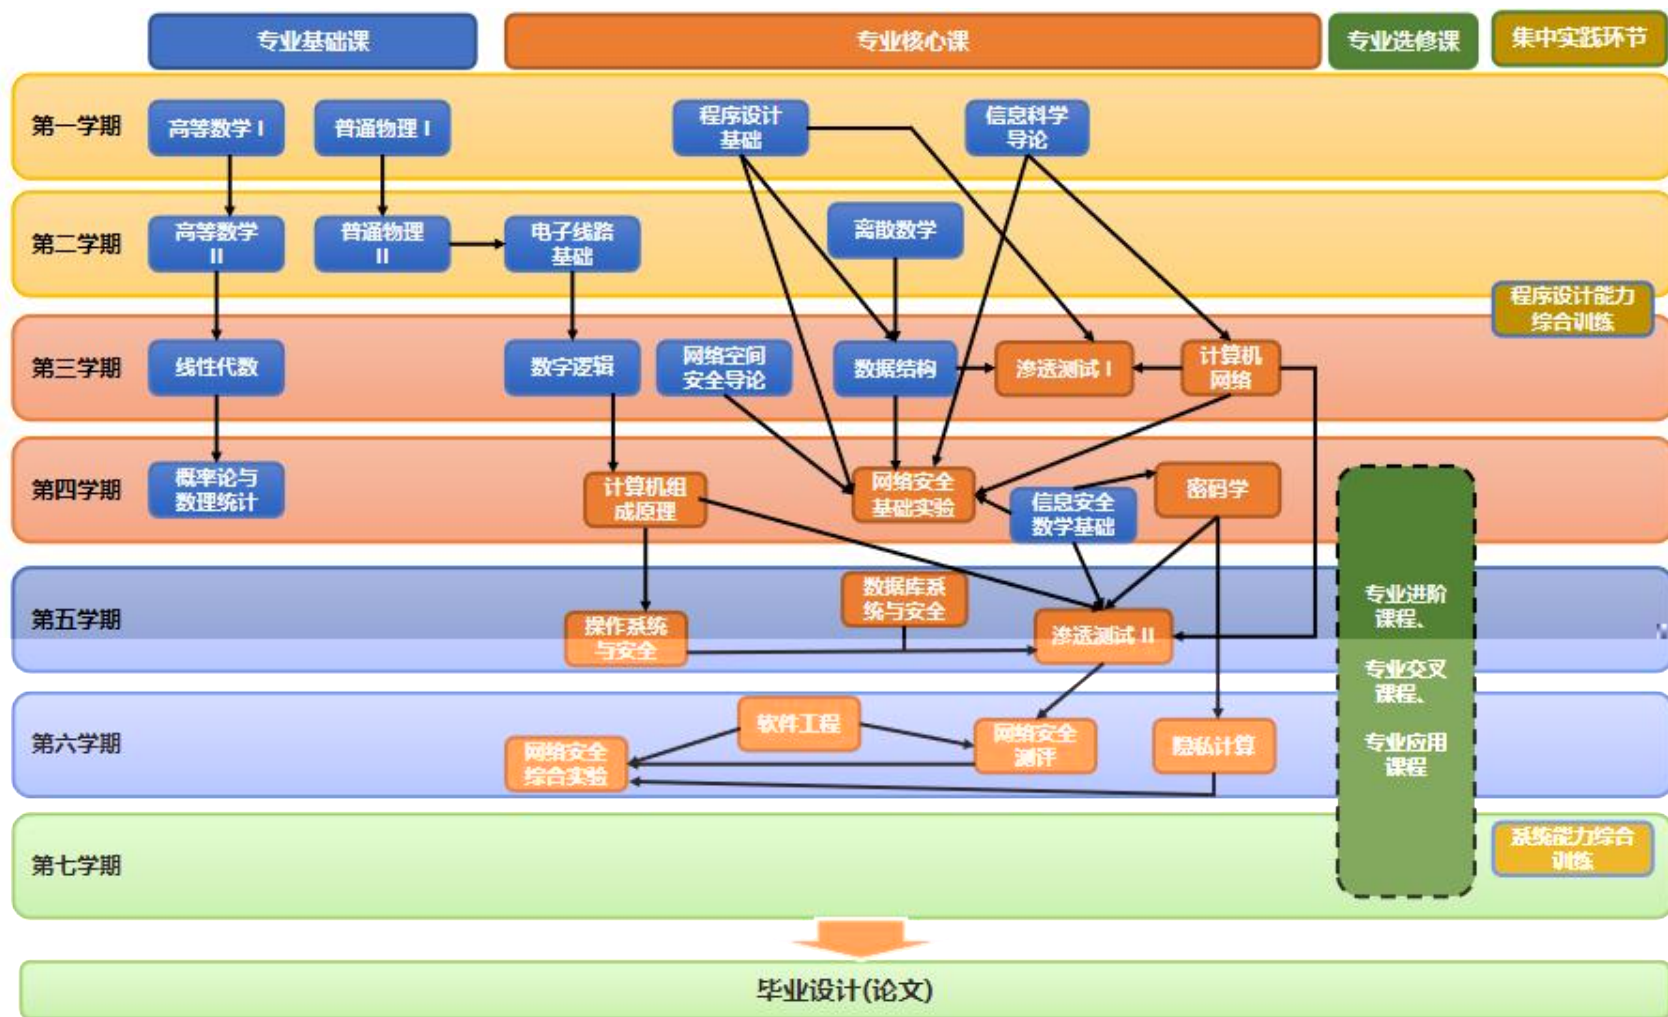 专业基础课
专业核心课
专业选修课
集中实践环节
第一学期
高等数学 I
普通物理 I
程序设计
基础
信息科学
导论
第二学期
高等数学
II
普通物理
II
电子线路
基础
离散数学
程序设计能力
综合训练
第三学期
线性代数
数字逻辑
网络空间
安全导论
数据结构
渗透测试 I
计算机
网络
第四学期
概率论与
数理统计
计算机组
成原理
网络安全
基础实验
信息安全
数学基础
密码学
第五学期
操作系统
与安全
数据库系
统与安全
渗透测试 II
专业进阶
课程、
专业交叉
课程、
专业应用
课程
第六学期
网络安全
综合实验
软件工程
网络安全
测评
隐私计算
第七学期
系统能力综合
训练
毕业设计(论文)